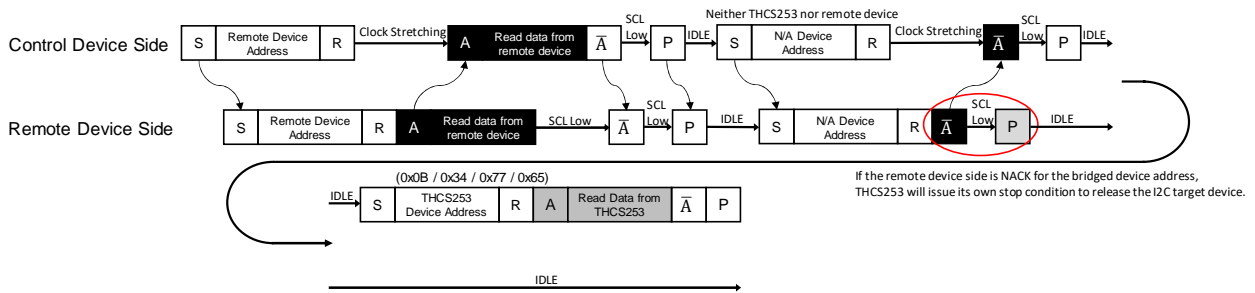 Neither THCS253 nor remote device
Control Device Side
S
Remote Device
Address
R
Clock Stretching
A
Read data from
remote device
A̅
SCL
Low
P
IDLE
S
N/A Device
Address
R
Clock Stretching
A̅
SCL
Low
P
IDLE
Remote Device Side
S
Remote Device
Address
R
A
Read data from
remote device
SCL Low
A̅
SCL
Low
P
IDLE
S
N/A Device
Address
R
A̅
SCL
Low
P
IDLE
If the remote device side is NACK for the bridged device address,
THCS253 will issue its own stop condition to release the I2C target device.
(0x0B / 0x34 / 0x77 / 0x65)
IDLE
S
THCS253
Device Address
R
A
Read Data from
THCS253
A̅
P
IDLE